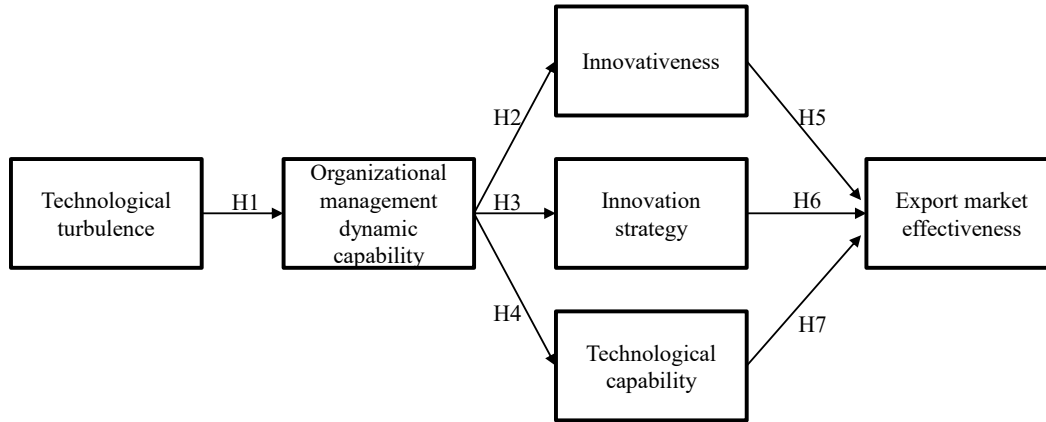 Technological
turbulence
H1
Organizational
management
dynamic
capability
H2
H3
H4
Innovativeness
Innovation
strategy
Technological
capability
H5
H6
H7
Export market
effectiveness